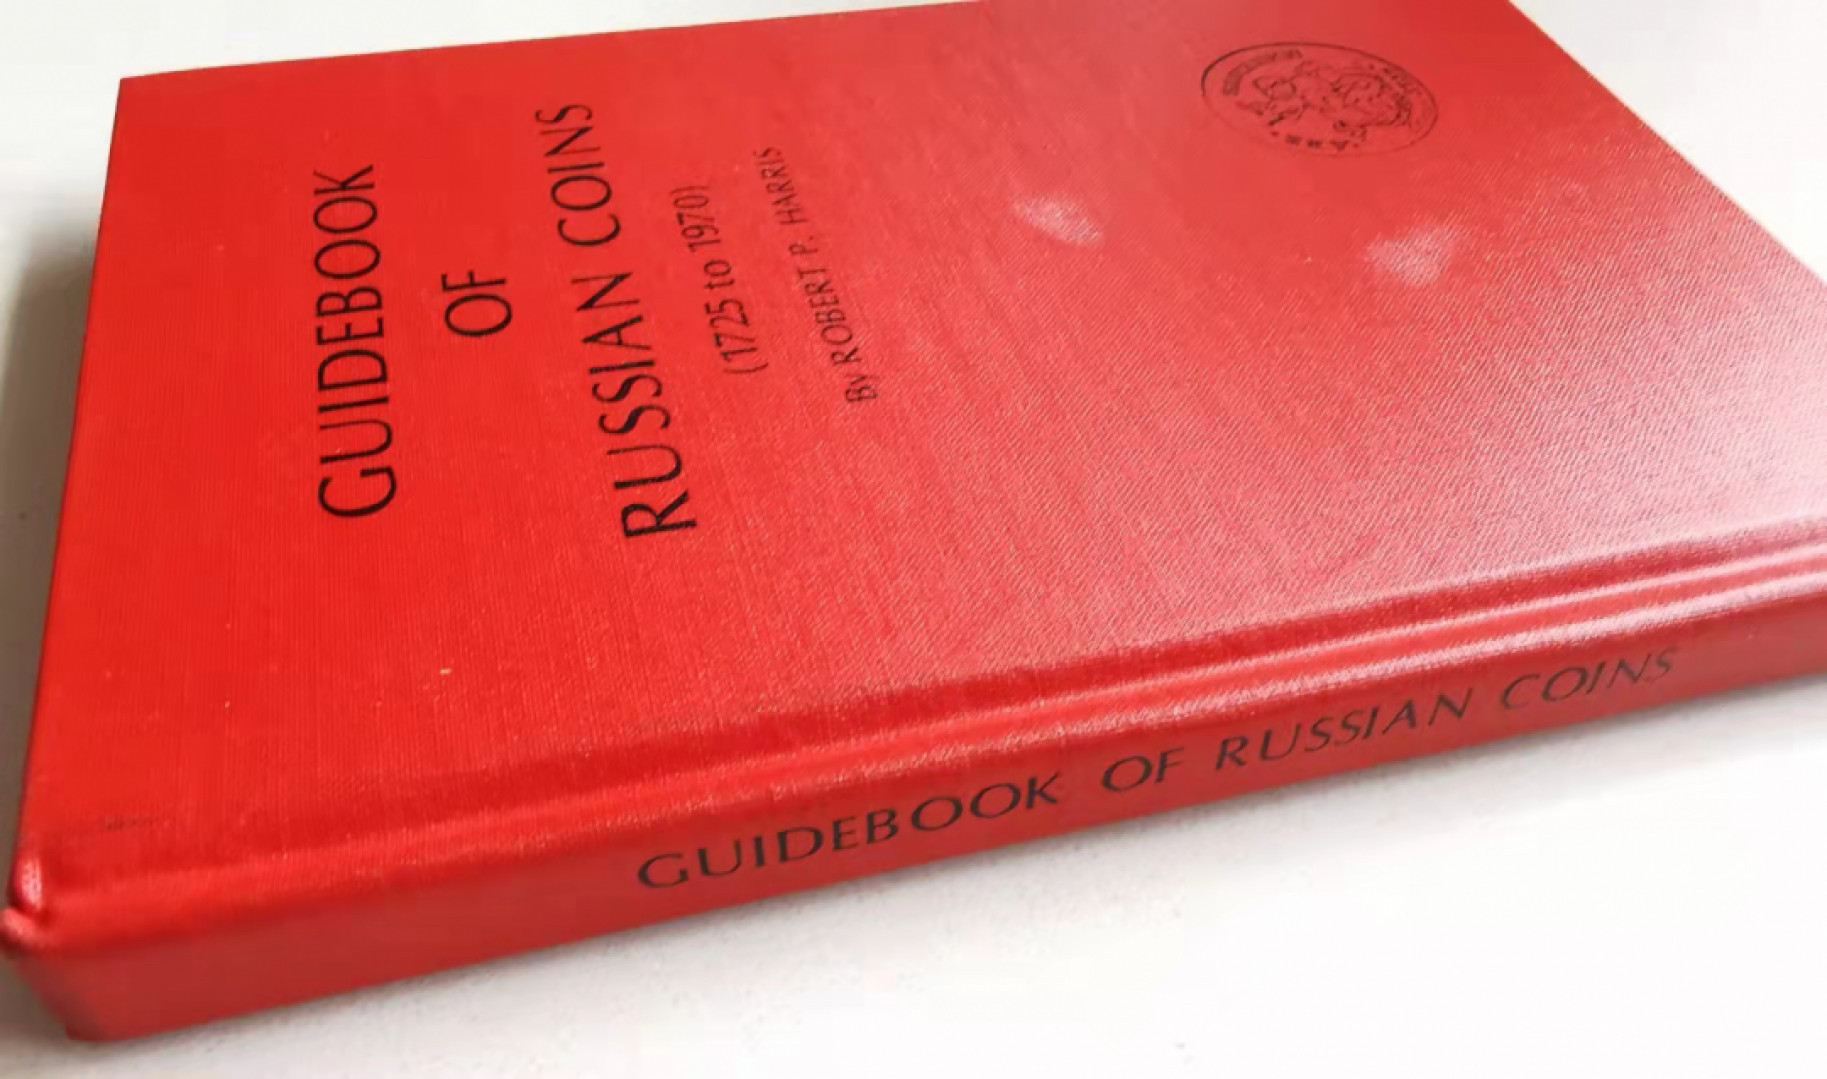 GUIDEBOOK
OF
RUSSIAN COINS
(1725 to 1970)
By ROBERT P. HARRIS
GUIDEBOOK OF RUSSIAN COINS